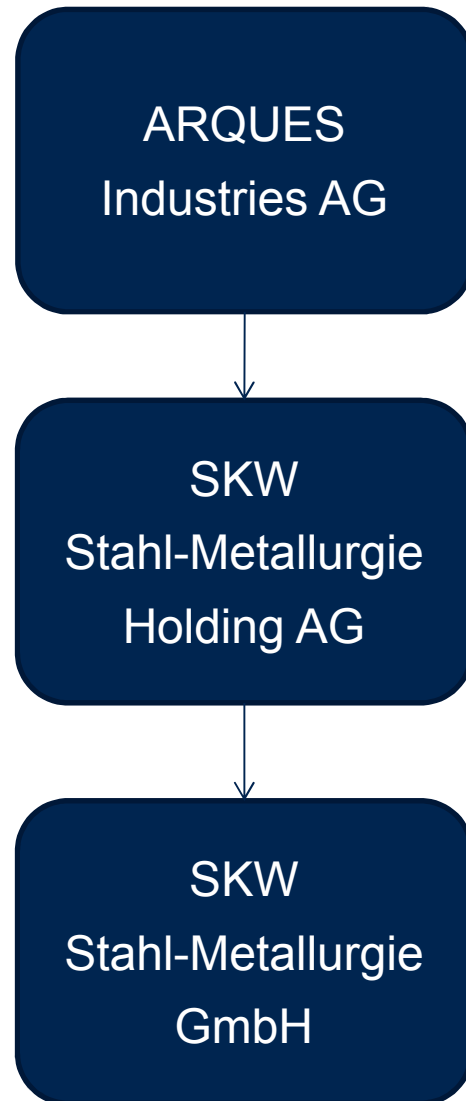 ARQUES
Industries AG
SKW
Stahl-Metallurgie
Holding AG
SKW
Stahl-Metallurgie
GmbH